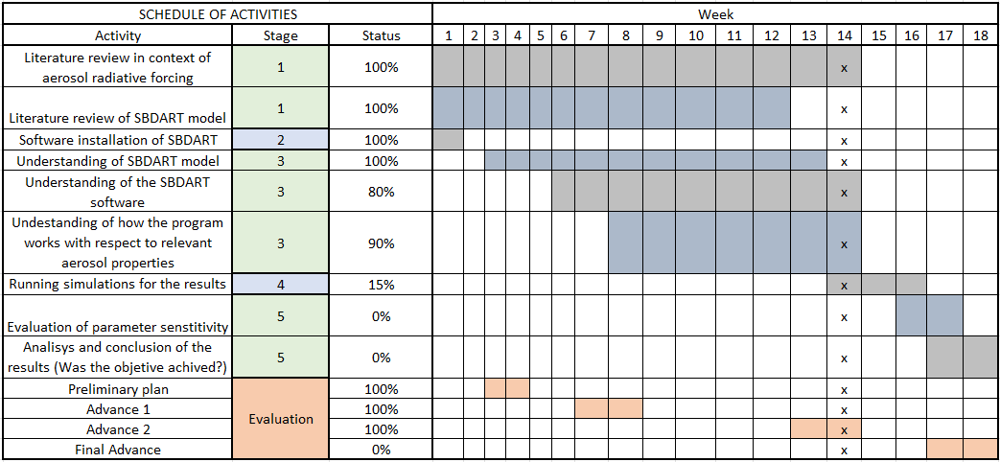 SCHEDULE OF ACTIVITIES Week
Activity Stage Status 1 2 3 4 5 6 7 8 9 10 11 12 13 14 15 16 17 18
Literature review in context of
aerosol radiative forcing 1 100% x
Literature review of SBDART model 1 100% x
Software installation of SBDART 2 100% x
Understanding of SBDART model 3 100% x
Understanding of the SBDART
software 3 80% x
Undestanding of how the program
works with respect to relevant
aerosol properties 3 90% x
Running simulations for the results 4 15% x
Evaluation of parameter senstitivity 5 0% x
Analisys and conclusion of the
results (Was the objetive achived?) 5 0% x
Preliminary plan Evaluation 100% x
Advance 1 100% x
Advance 2 100% x
Final Advance 0% x